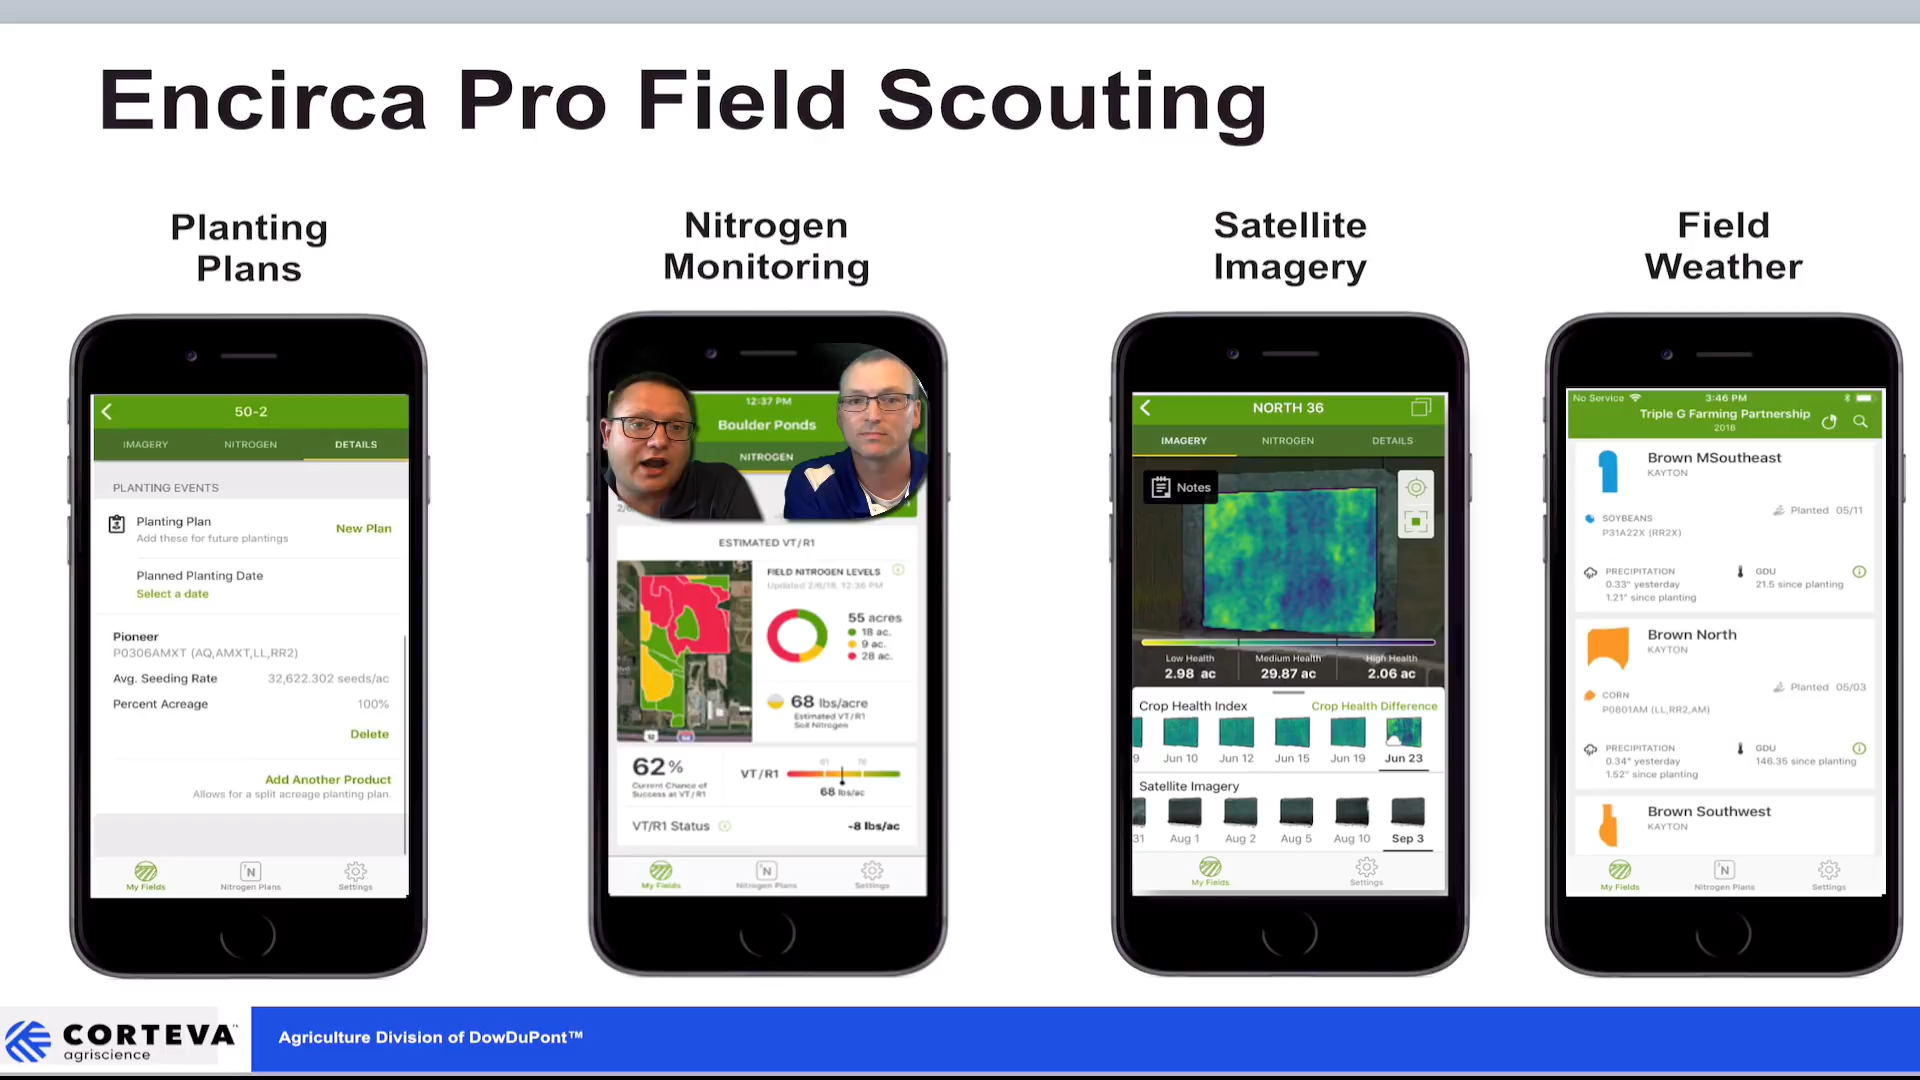 Encirca Pro Field Scouting
Planting
Plans
50-2
IMAGERY NITROGEN DETAILS
PLANTING EVENTS
Planting Plan
Add these for future plantings
New Plan
Planned Planting Date
Select a date
Pioneer
P0306AMXT (AQ,AMXT,LL,RR2)
Avg. Seeding Rate 32,622.302 seeds/ac
Percent Acreage 100%
Delete
Add Another Product
Allows for a split acreage planting plan.
My Fields Nitrogen Plans Settings
Nitrogen
Monitoring
12:37 PM
Boulder Ponds
NITROGEN
ESTIMATED VT/R1
FIELD NITROGEN LEVELS
Updated 2/6/18, 12:36 PM
55 acres
18 ac.
9 ac.
28 ac.
68 lbs/acre
Estimated VT/R1
Soil Nitrogen
62%
Current Chance of
Success at VT/R1
VT/R1
61 76
68 lbs/ac
VT/R1 Status -8 lbs/ac
My Fields Nitrogen Plans Settings
Satellite
Imagery
NORTH 36
IMAGERY NITROGEN DETAILS
Notes
Low Health Medium Health High Health
2.98 ac 29.87 ac 2.06 ac
Crop Health Index Crop Health Difference
9 Jun 10 Jun 12 Jun 15 Jun 19 Jun 23
Satellite Imagery
31 Aug 1 Aug 2 Aug 5 Aug 10 Sep 3
My Fields Settings
Field
Weather
No Service 3:46 PM
Triple G Farming Partnership
2018
Brown MSoutheast
KAYTON
Planted 05/11
SOYBEANS
P31A22X (RR2X)
PRECIPITATION
0.33" yesterday
1.21" since planting
GDU
21.5 since planting
Brown North
KAYTON
Planted 05/03
CORN
P0801AM (LL,RR2,AM)
PRECIPITATION
0.34" yesterday
1.52" since planting
GDU
146.35 since planting
Brown Southwest
KAYTON
My Fields Nitrogen Plans Settings
CORTEVA™
agriscience
Agriculture Division of DowDuPont™